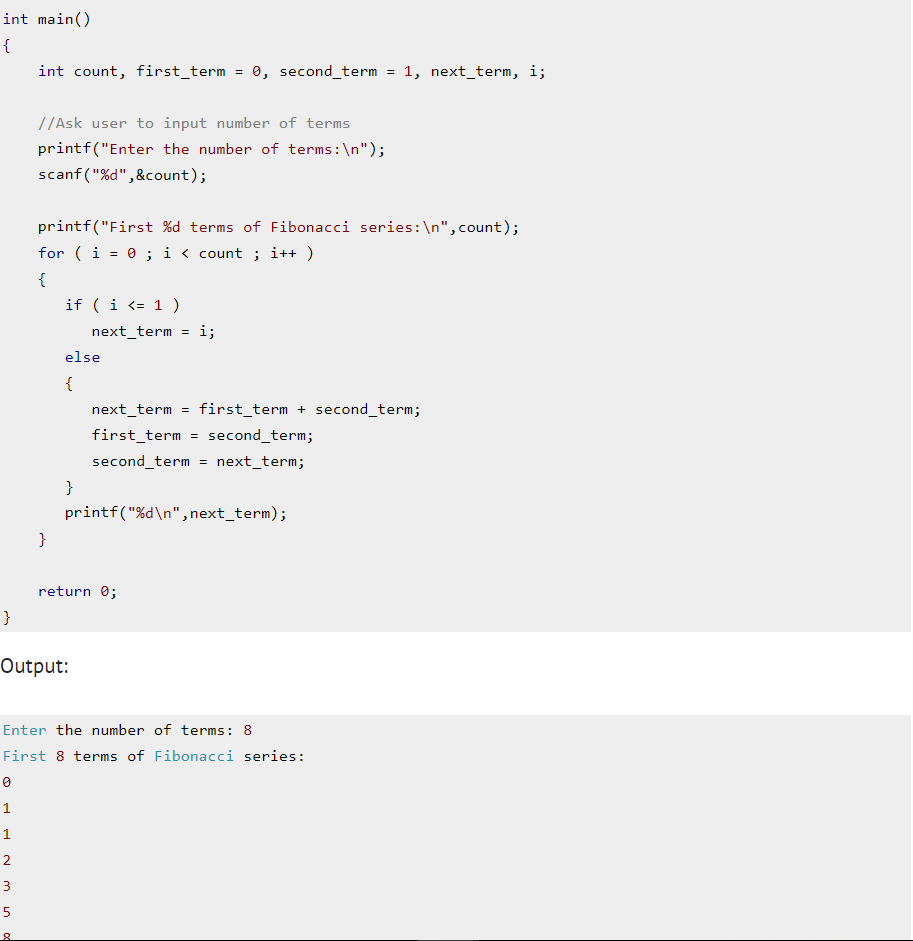 int main()
{
    int count, first_term = 0, second_term = 1, next_term, i;

    //Ask user to input number of terms
    printf("Enter the number of terms:\n");
    scanf("%d",&count);

    printf("First %d terms of Fibonacci series:\n",count);
    for ( i = 0 ; i < count ; i++ )
    {
       if ( i <= 1 )
          next_term = i;
       else
       {
          next_term = first_term + second_term;
          first_term = second_term;
          second_term = next_term;
       }
       printf("%d\n",next_term);
    }

    return 0;
}
Output:
Enter the number of terms: 8
First 8 terms of Fibonacci series:
0
1
1
2
3
5
8